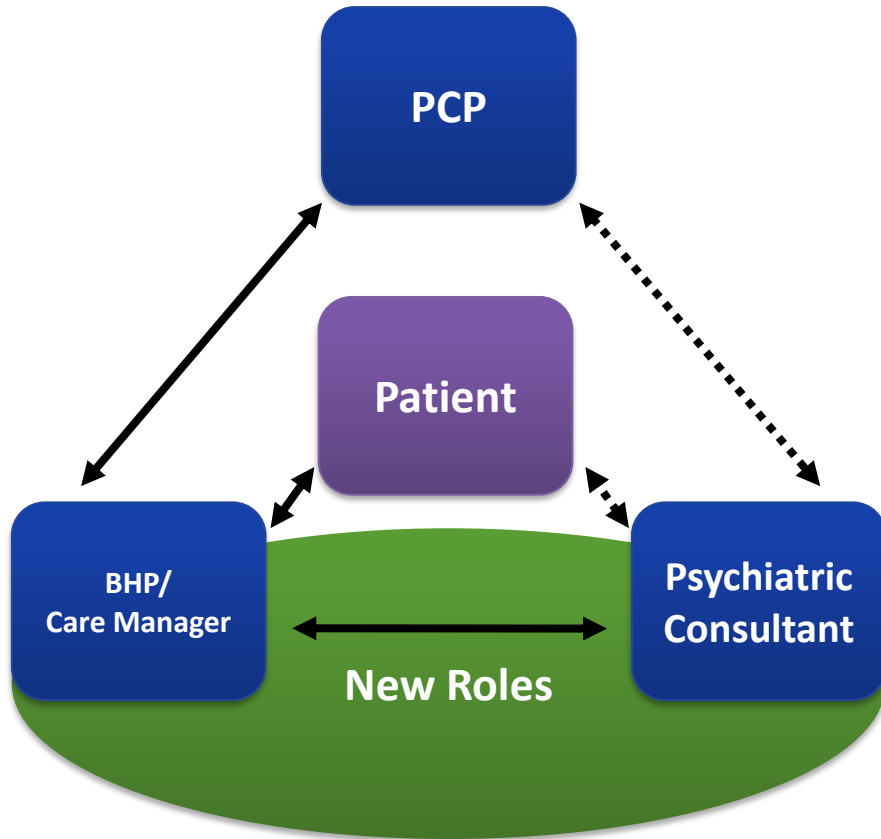 PCP
Patient
BHP/
Care Manager
Psychiatric
Consultant
New Roles